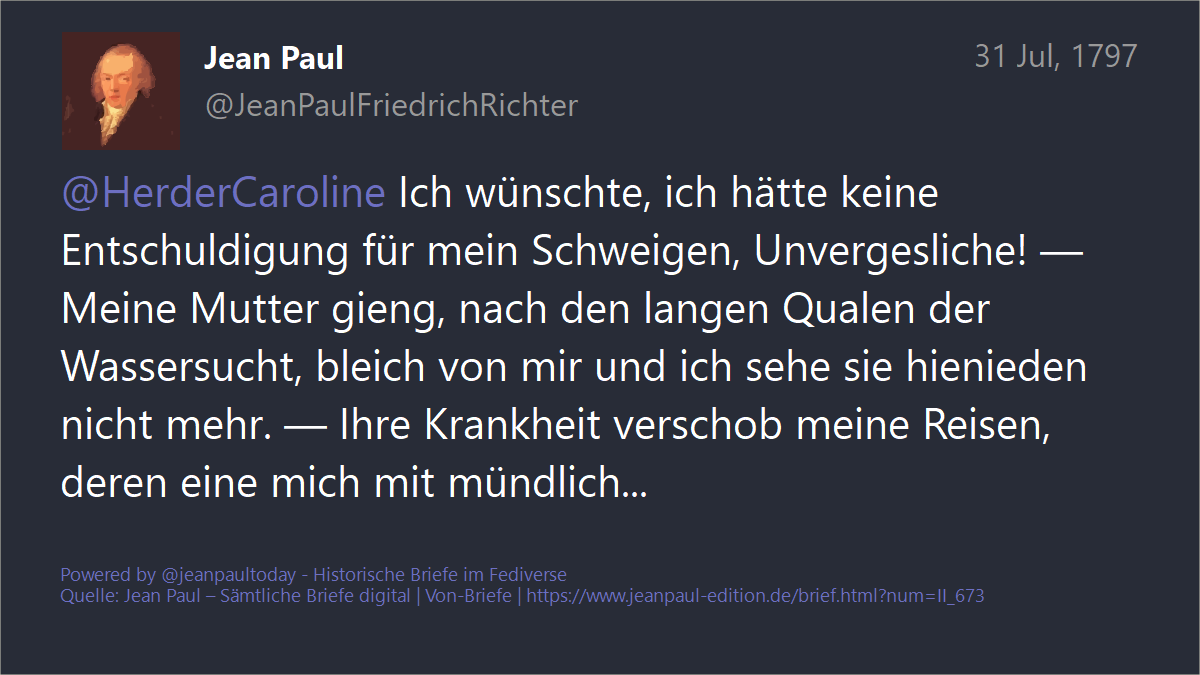 Jean Paul
31 Jul, 1797
@JeanPaulFriedrichRichter
@HerderCaroline Ich wünschte, ich hätte keine
Entschuldigung für mein Schweigen, Unvergesliche! —
Meine Mutter gieng, nach den langen Qualen der
Wassersucht, bleich von mir und ich sehe sie hienieden
nicht mehr. — Ihre Krankheit verschob meine Reisen,
deren eine mich mit mündlich...
Powered by @jeanpaultoday - Historische Briefe im Fediverse
Quelle: Jean Paul – Sämtliche Briefe digital | Von-Briefe | https://www.jeanpaul-edition.de/brief.html?num=II_673